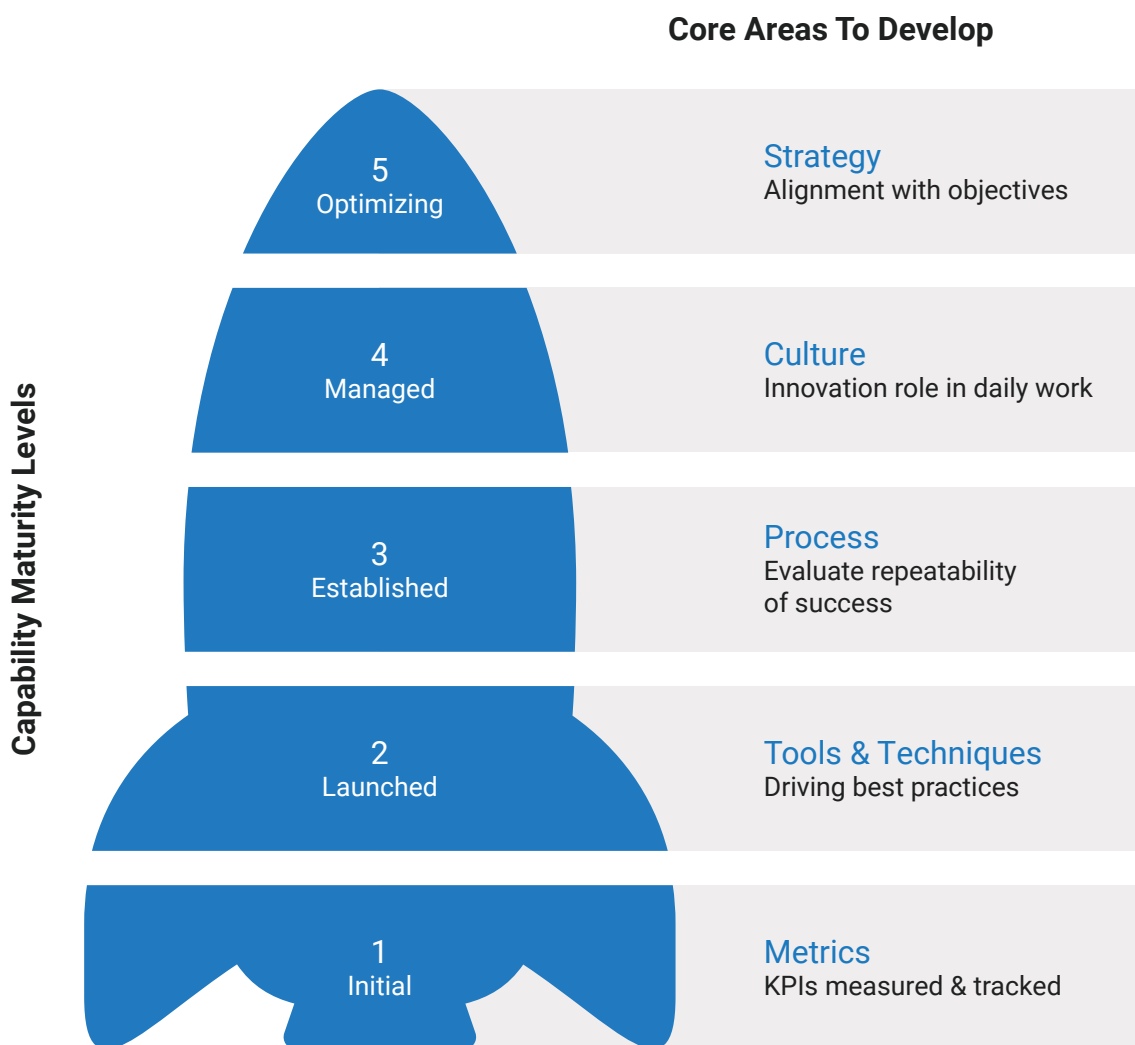 Core Areas To Develop
Capability Maturity Levels
5
Optimizing
Strategy
Alignment with objectives
4
Managed
Culture
Innovation role in daily work
3
Established
Process
Evaluate repeatability
of success
2
Launched
Tools & Techniques
Driving best practices
1
Initial
Metrics
KPIs measured & tracked